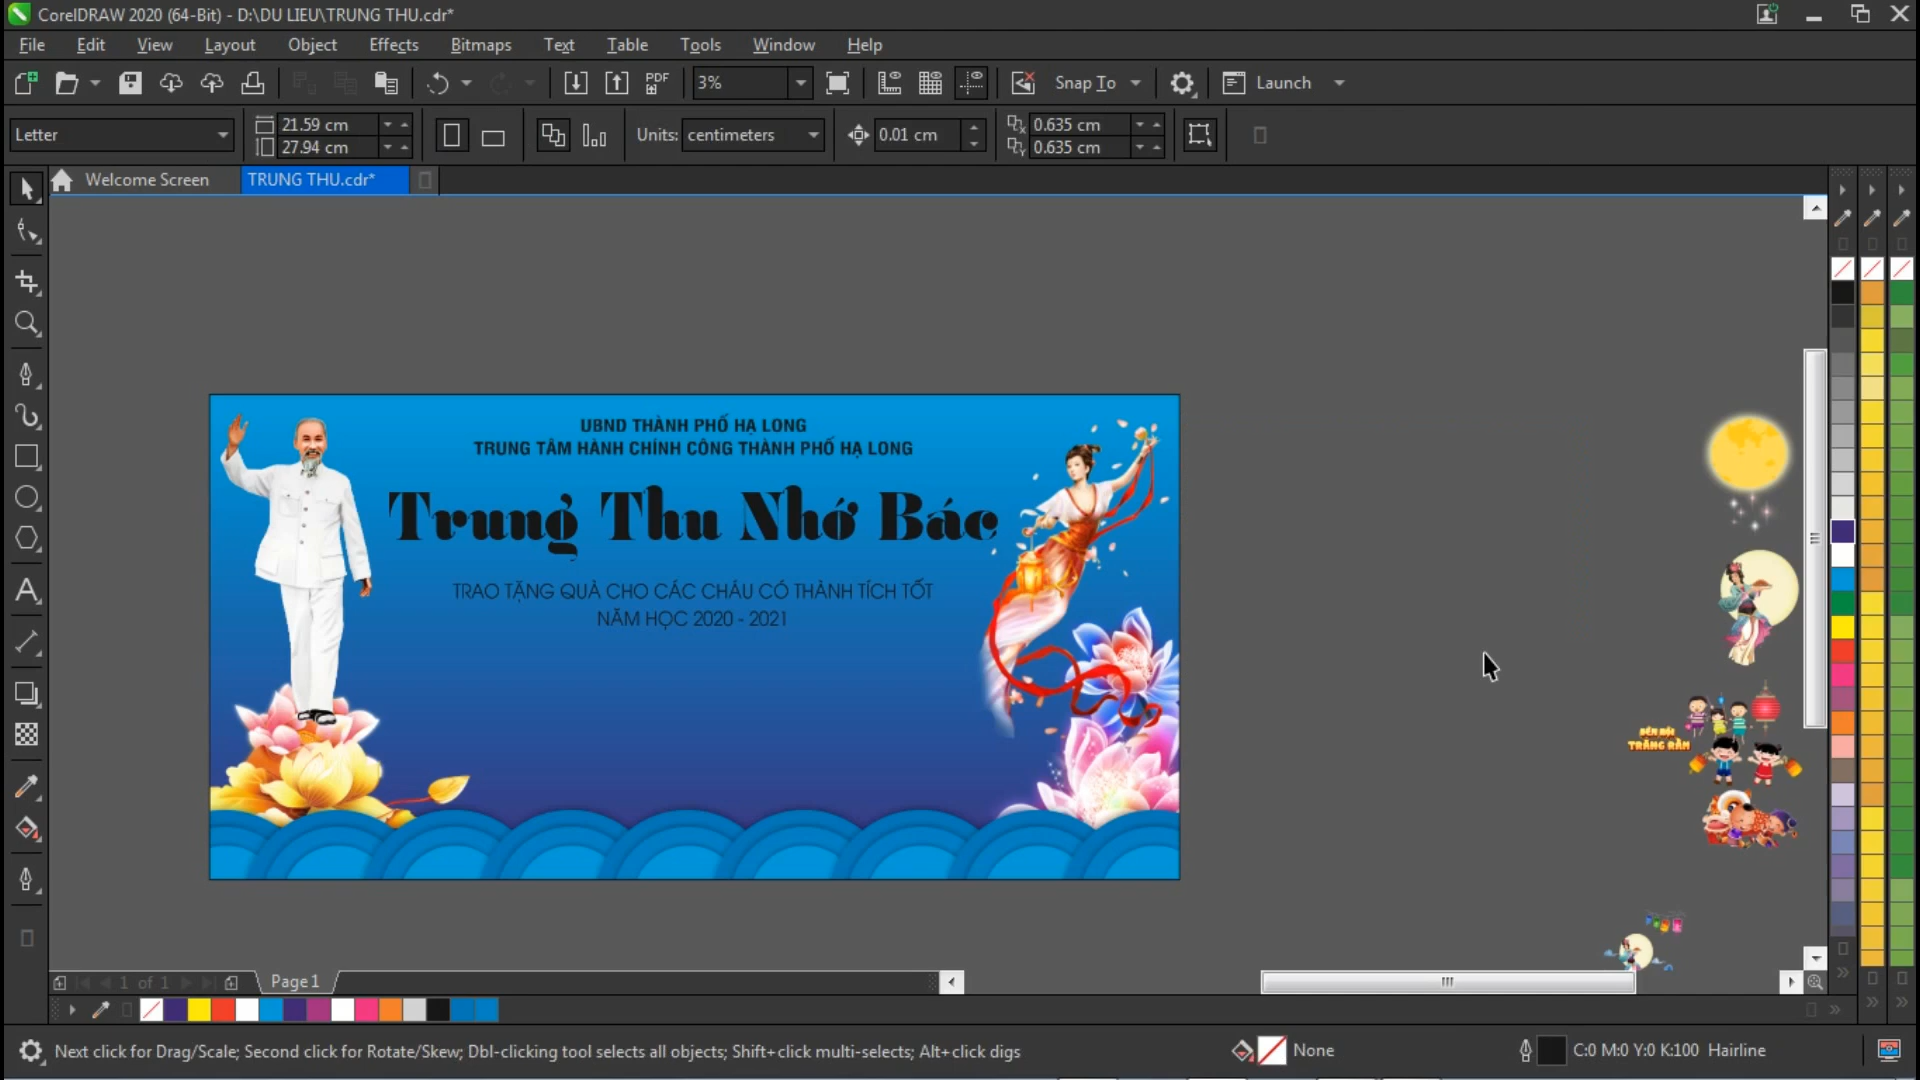 CorelDRAW 2020 (64-Bit) - D:\DU LIEU\TRUNG THU.cdr*
File Edit View Layout Object Effects Bitmaps Text Table Tools Window Help
PDF 3% Snap To Launch
Letter 21.59 cm 27.94 cm Units: centimeters 0.01 cm 0.635 cm 0.635 cm
Welcome Screen TRUNG THU.cdr*
UBND THÀNH PHỐ HẠ LONG
TRUNG TÂM HÀNH CHÍNH CÔNG THÀNH PHỐ HẠ LONG
Trung Thu Nhớ Bác
TRAO TẶNG QUÀ CHO CÁC CHÁU CÓ THÀNH TÍCH TỐT
NĂM HỌC 2020 - 2021
ĐÊM HỘI
TRĂNG RẰM
1 of 1 Page 1
Next click for Drag/Scale; Second click for Rotate/Skew; Dbl-clicking tool selects all objects; Shift+click multi-selects; Alt+click digs None C:0 M:0 Y:0 K:100 Hairline